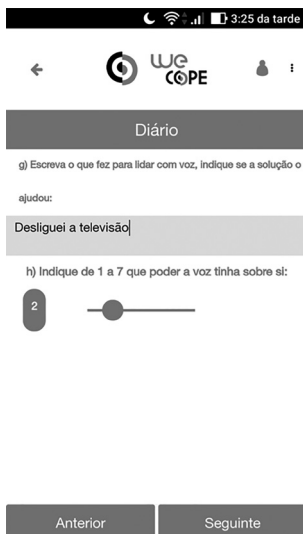 3:25 da tarde
we
COPE
Diário
g) Escreva o que fez para lidar com voz, indique se a solução o
ajudou:
Desliguei a televisão
h) Indique de 1 a 7 que poder a voz tinha sobre si:
2
Anterior Seguinte